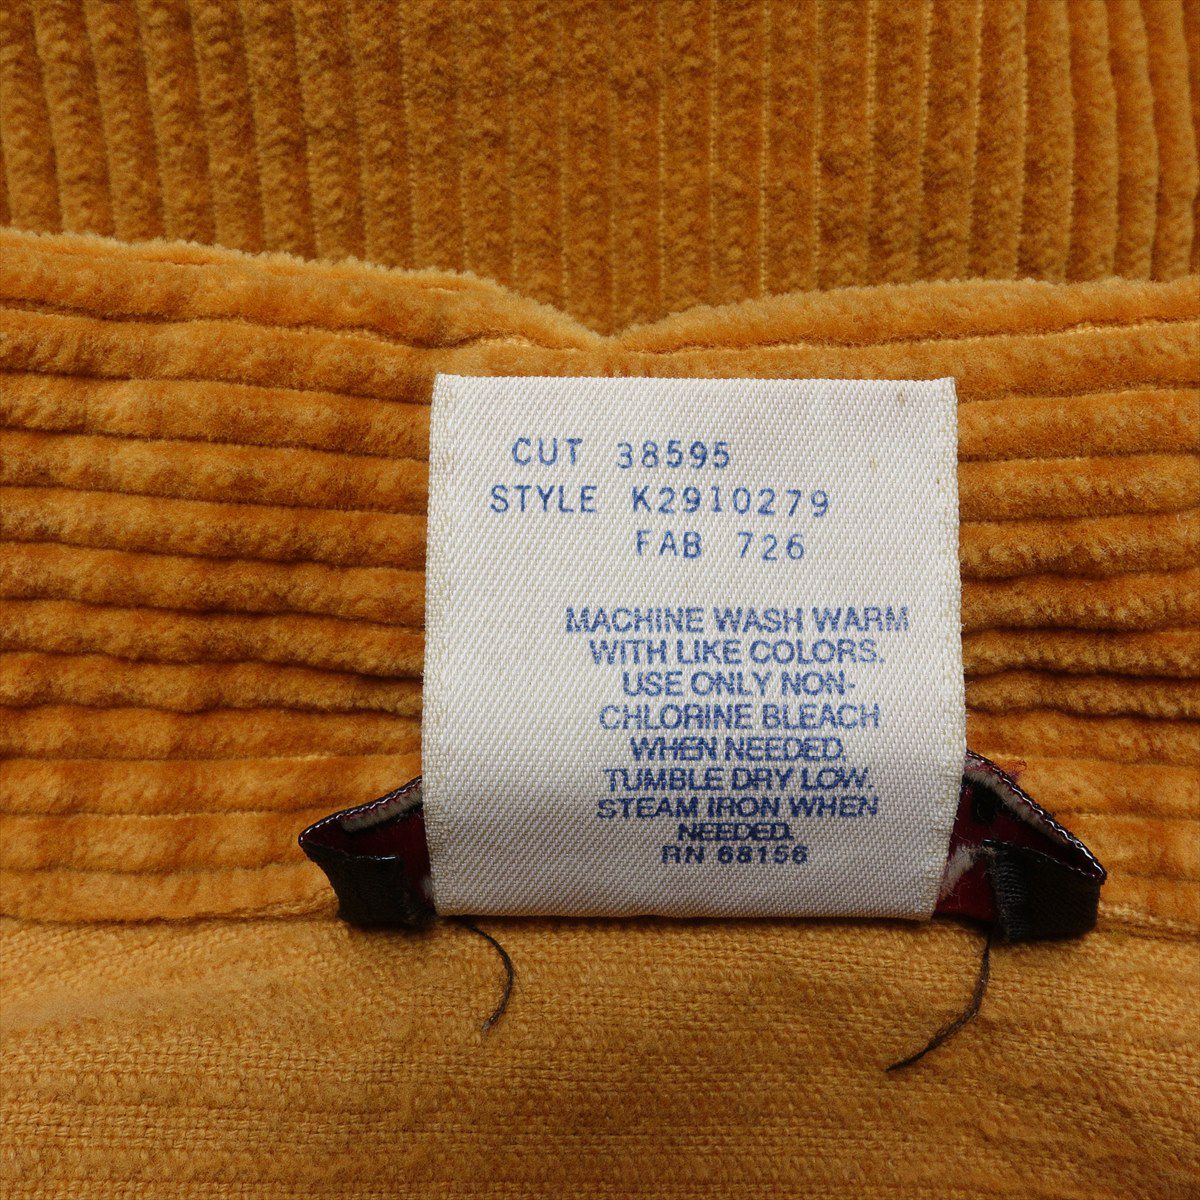 CUT 38595
STYLE K2910279
FAB 726
MACHINE WASH WARM
WITH LIKE COLORS.
USE ONLY NON-
CHLORINE BLEACH
WHEN NEEDED.
TUMBLE DRY LOW.
STEAM IRON WHEN
NEEDED.
RN 68156